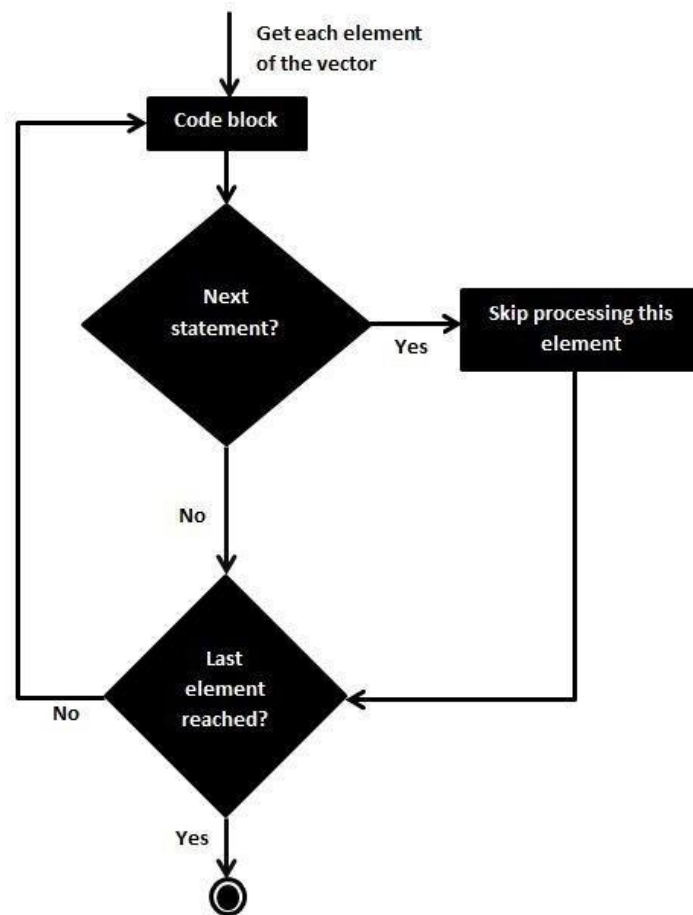 Get each element
of the vector
Code block
Next
statement?
Yes
Skip processing this
element
No
Last
element
reached?
No
Yes